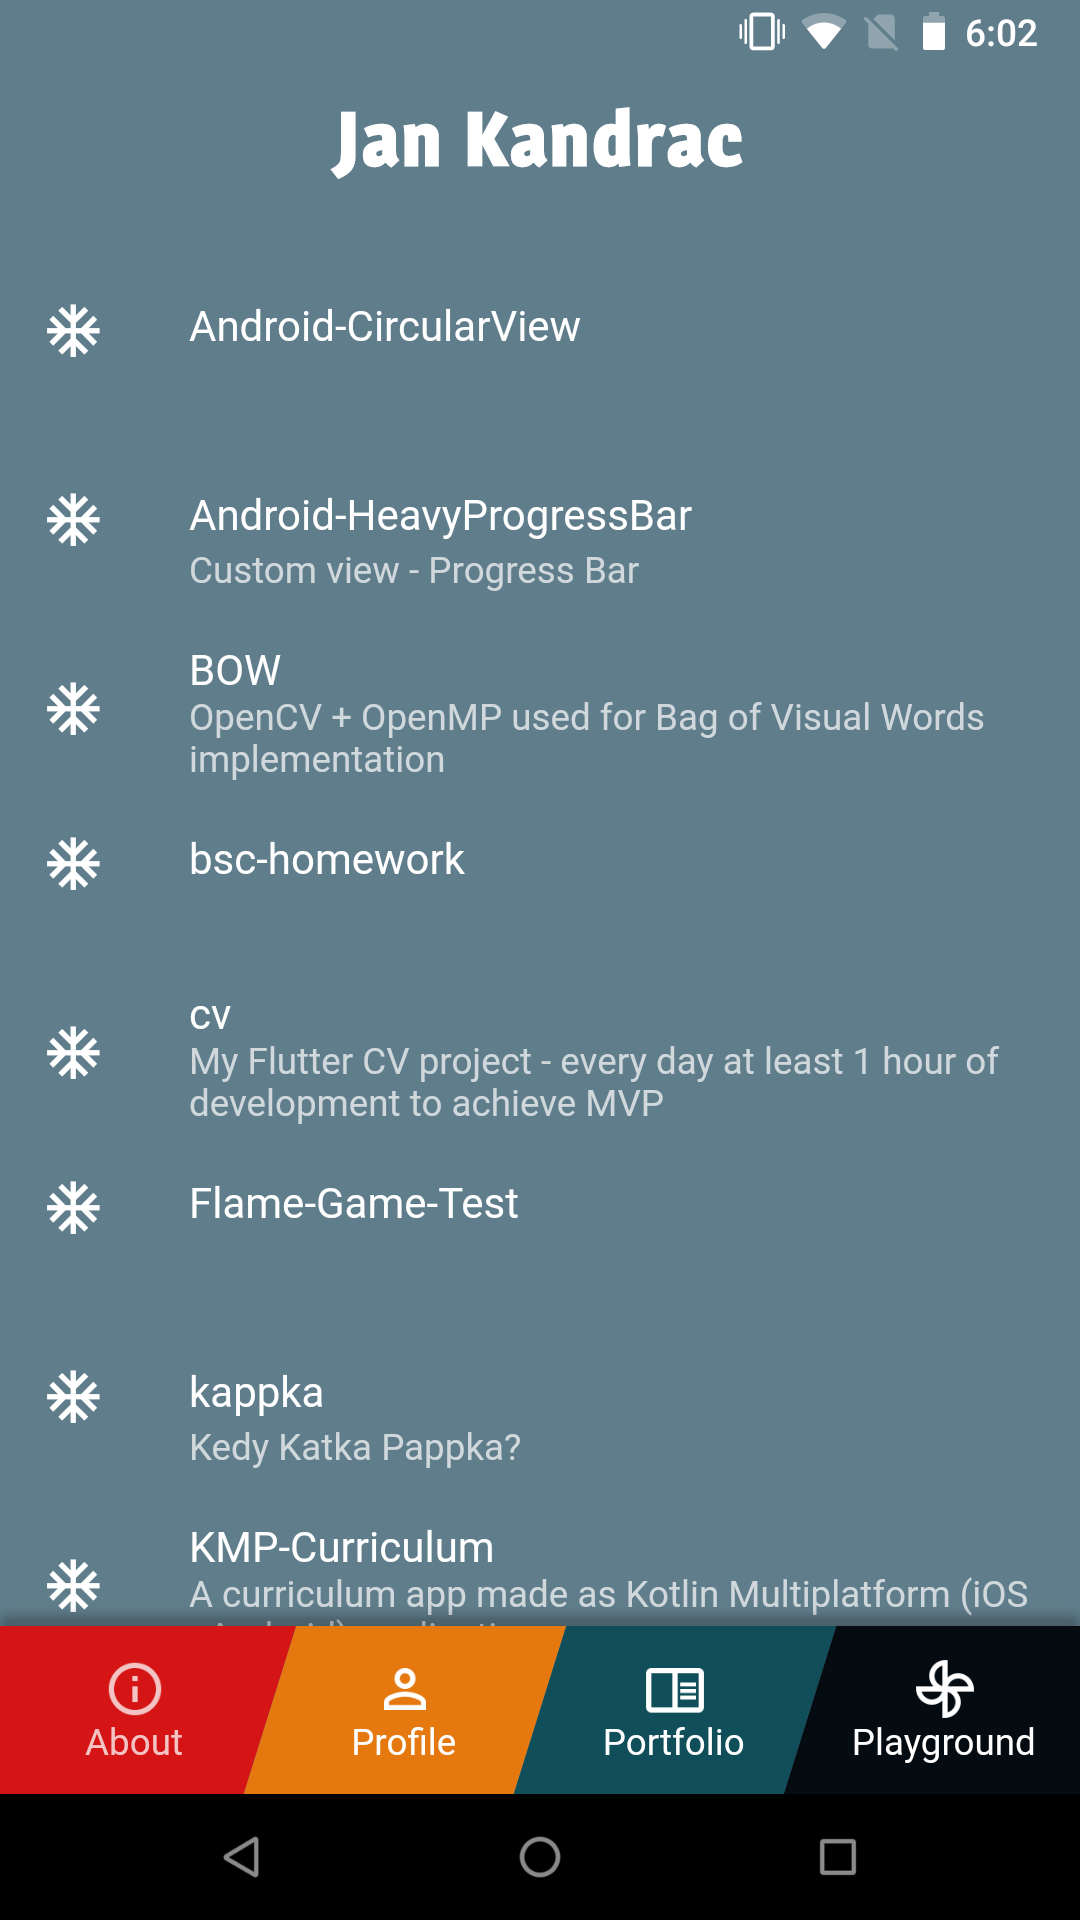 6:02
Jan Kandrac
Android-CircularView
Android-HeavyProgressBar
Custom view - Progress Bar
BOW
OpenCV + OpenMP used for Bag of Visual Words
implementation
bsc-homework
cv
My Flutter CV project - every day at least 1 hour of
development to achieve MVP
Flame-Game-Test
kappka
Kedy Katka Pappka?
KMP-Curriculum
A curriculum app made as Kotlin Multiplatform (iOS
About
Profile
Portfolio
Playground